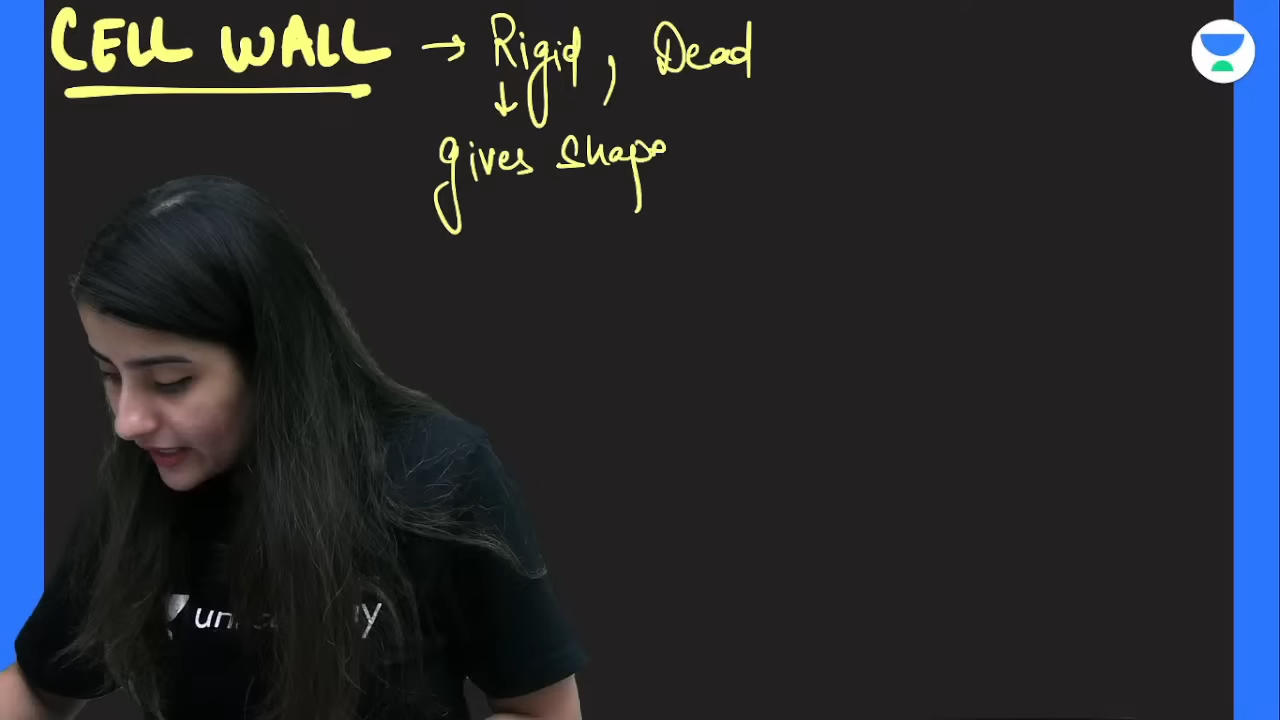 CELL WALL → Rigid, Dead
↓
gives shape